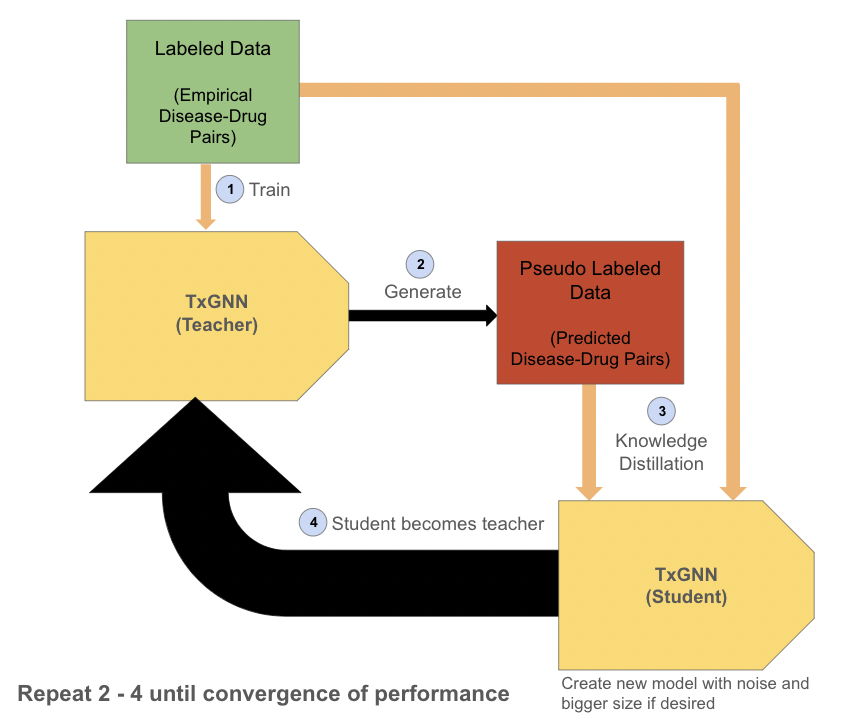 Labeled Data
(Empirical
Disease-Drug
Pairs)
1 Train
TxGNN
(Teacher)
2
Generate
Pseudo Labeled
Data
(Predicted
Disease-Drug Pairs)
3
Knowledge
Distillation
4 Student becomes teacher
TxGNN
(Student)
Create new model with noise and
bigger size if desired
Repeat 2 - 4 until convergence of performance